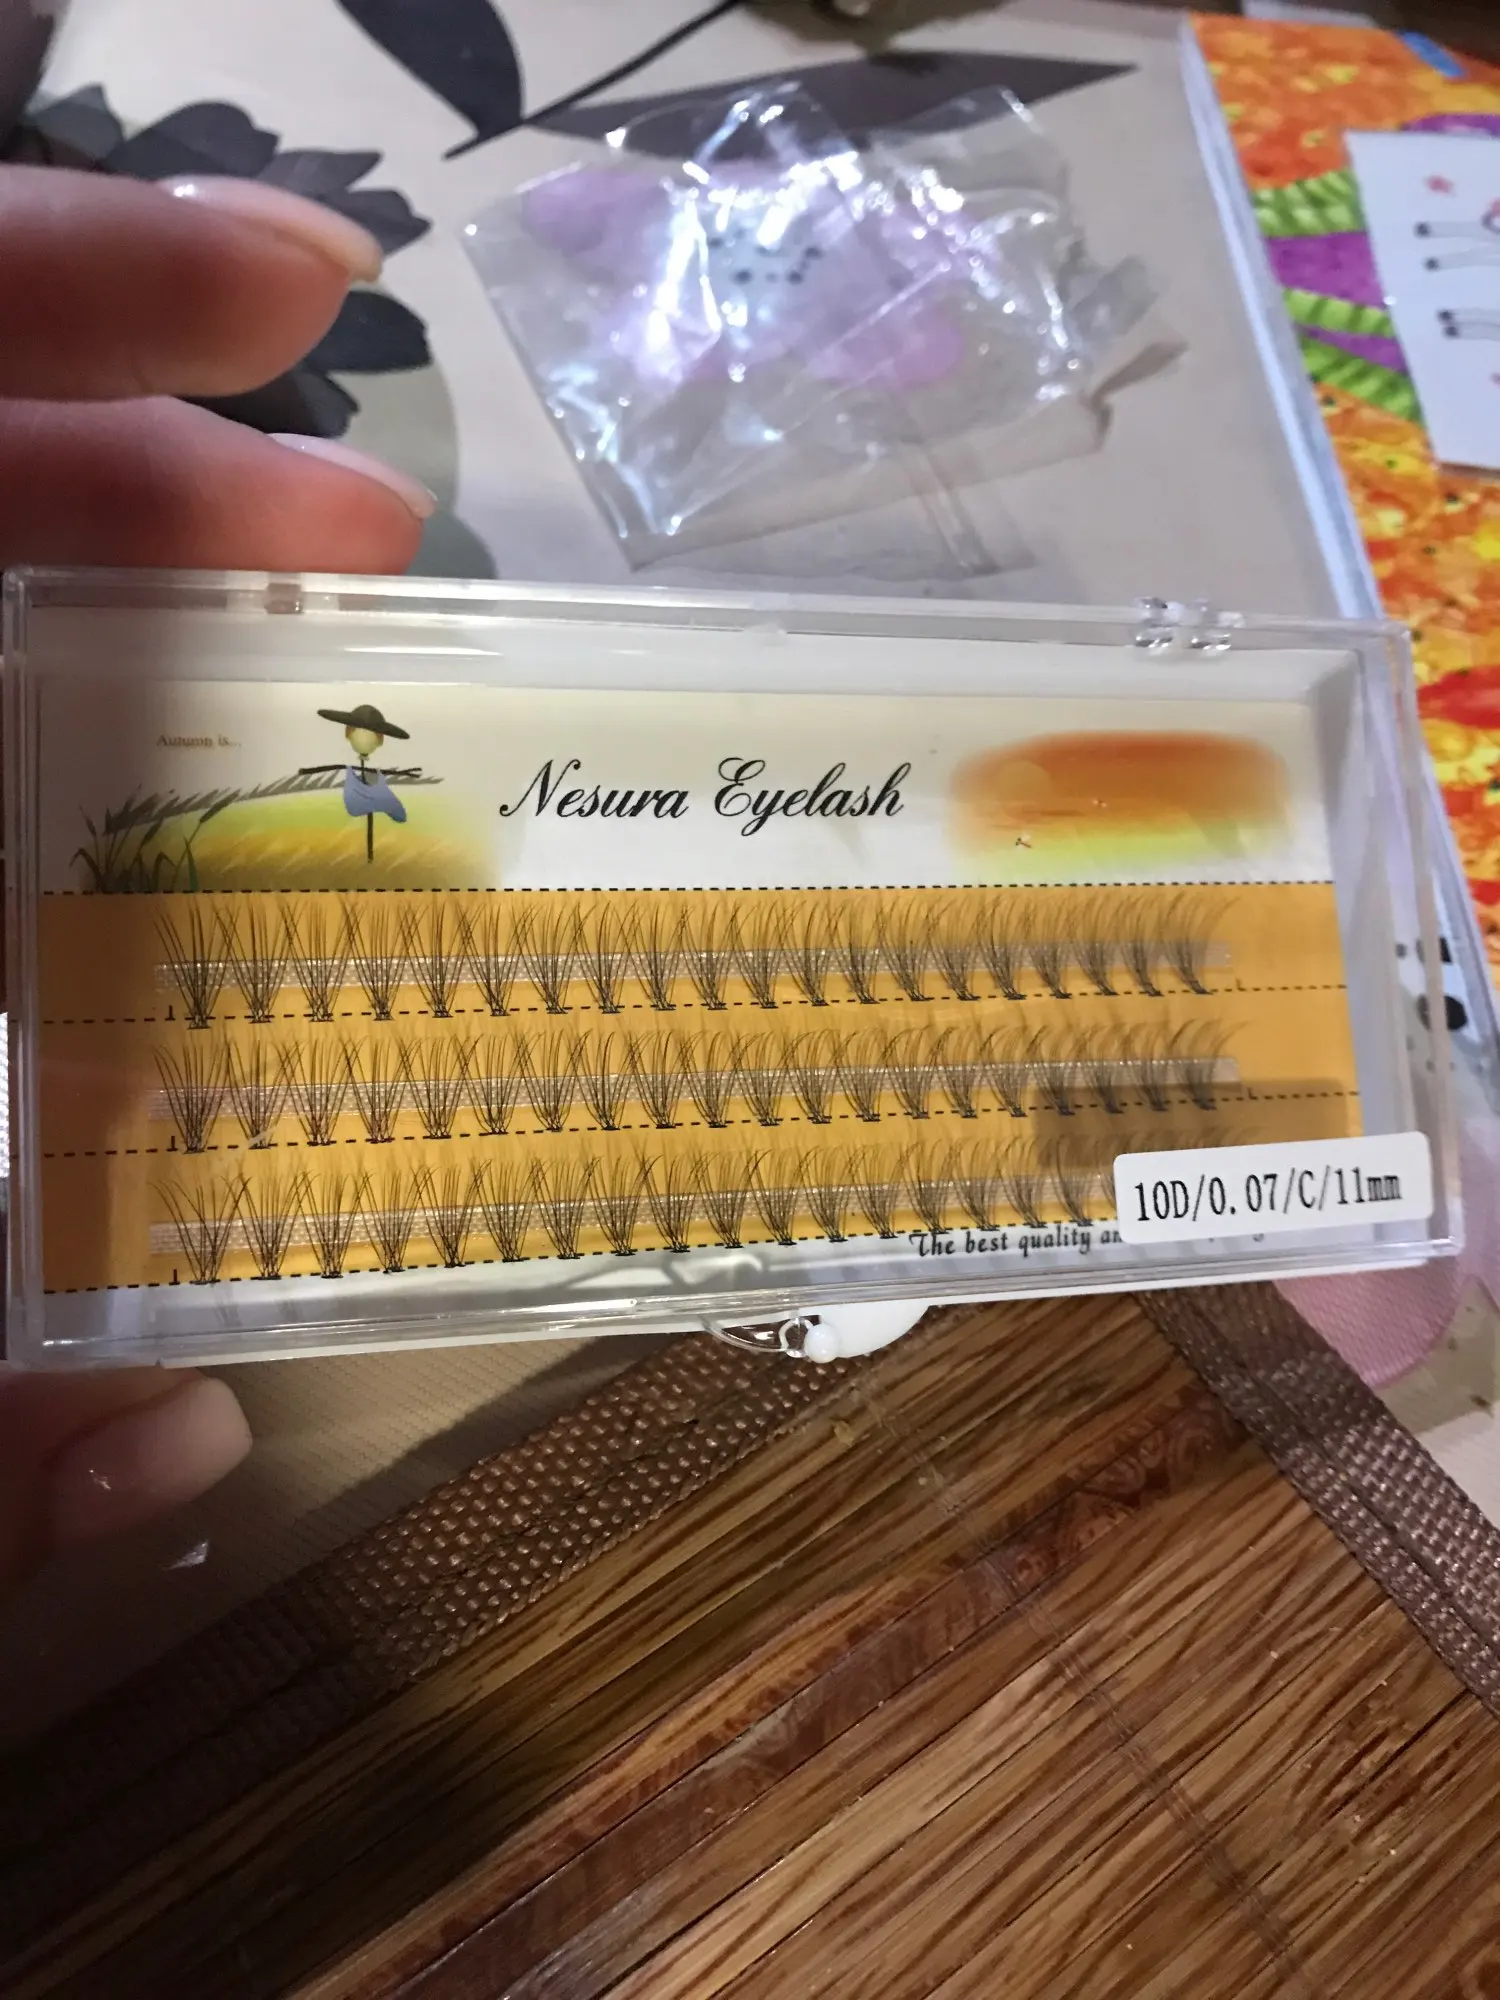 Autumn is...
Nesura Eyelash
10D/0.07/C/11mm
The best quality